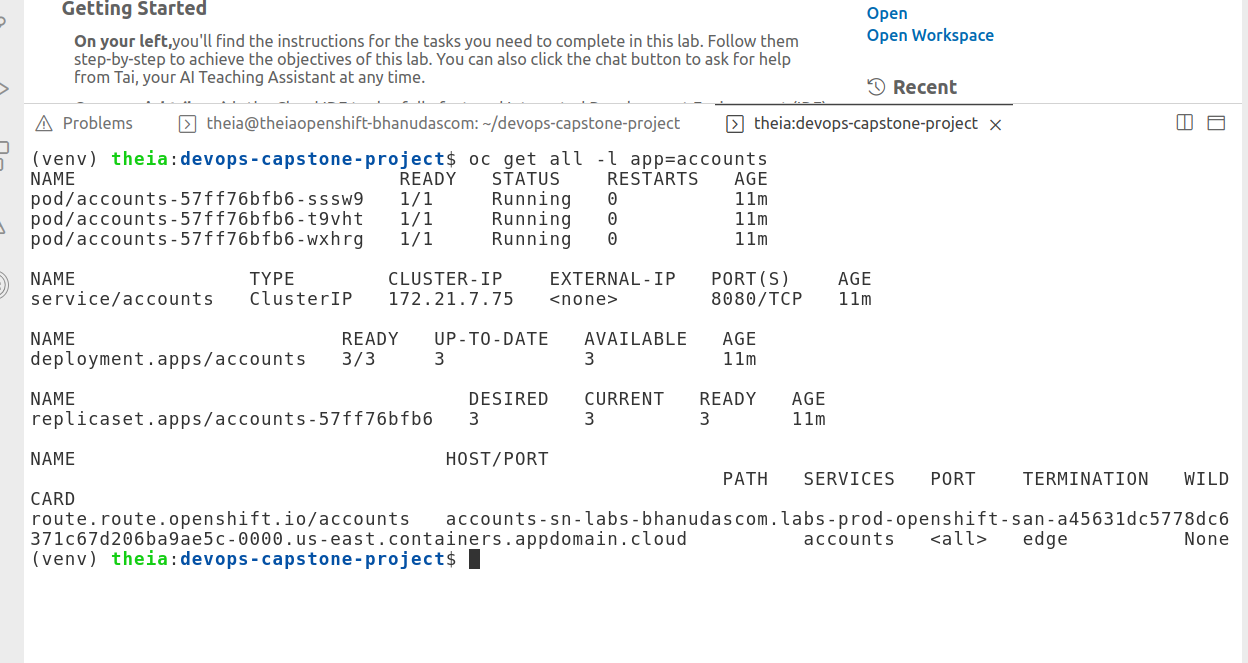 Getting Started
On your left,you'll find the instructions for the tasks you need to complete in this lab. Follow them
step-by-step to achieve the objectives of this lab. You can also click the chat button to ask for help
from Tai, your AI Teaching Assistant at any time.
Open
Open Workspace
Recent
Problems
theia@theiaopenshift-bhanudascom: ~/devops-capstone-project
theia:devops-capstone-project
(venv) theia:devops-capstone-project$ oc get all -l app=accounts
NAME READY STATUS RESTARTS AGE
pod/accounts-57ff76bfb6-sssw9 1/1 Running 0 11m
pod/accounts-57ff76bfb6-t9vht 1/1 Running 0 11m
pod/accounts-57ff76bfb6-wxhrg 1/1 Running 0 11m
NAME TYPE CLUSTER-IP EXTERNAL-IP PORT(S) AGE
service/accounts ClusterIP 172.21.7.75 <none> 8080/TCP 11m
NAME READY UP-TO-DATE AVAILABLE AGE
deployment.apps/accounts 3/3 3 3 11m
NAME DESIRED CURRENT READY AGE
replicaset.apps/accounts-57ff76bfb6 3 3 3 11m
NAME HOST/PORT
PATH SERVICES PORT TERMINATION WILD
CARD
route.route.openshift.io/accounts accounts-sn-labs-bhanudascom.labs-prod-openshift-san-a45631dc5778dc6
371c67d206ba9ae5c-0000.us-east.containers.appdomain.cloud accounts <all> edge None
(venv) theia:devops-capstone-project$